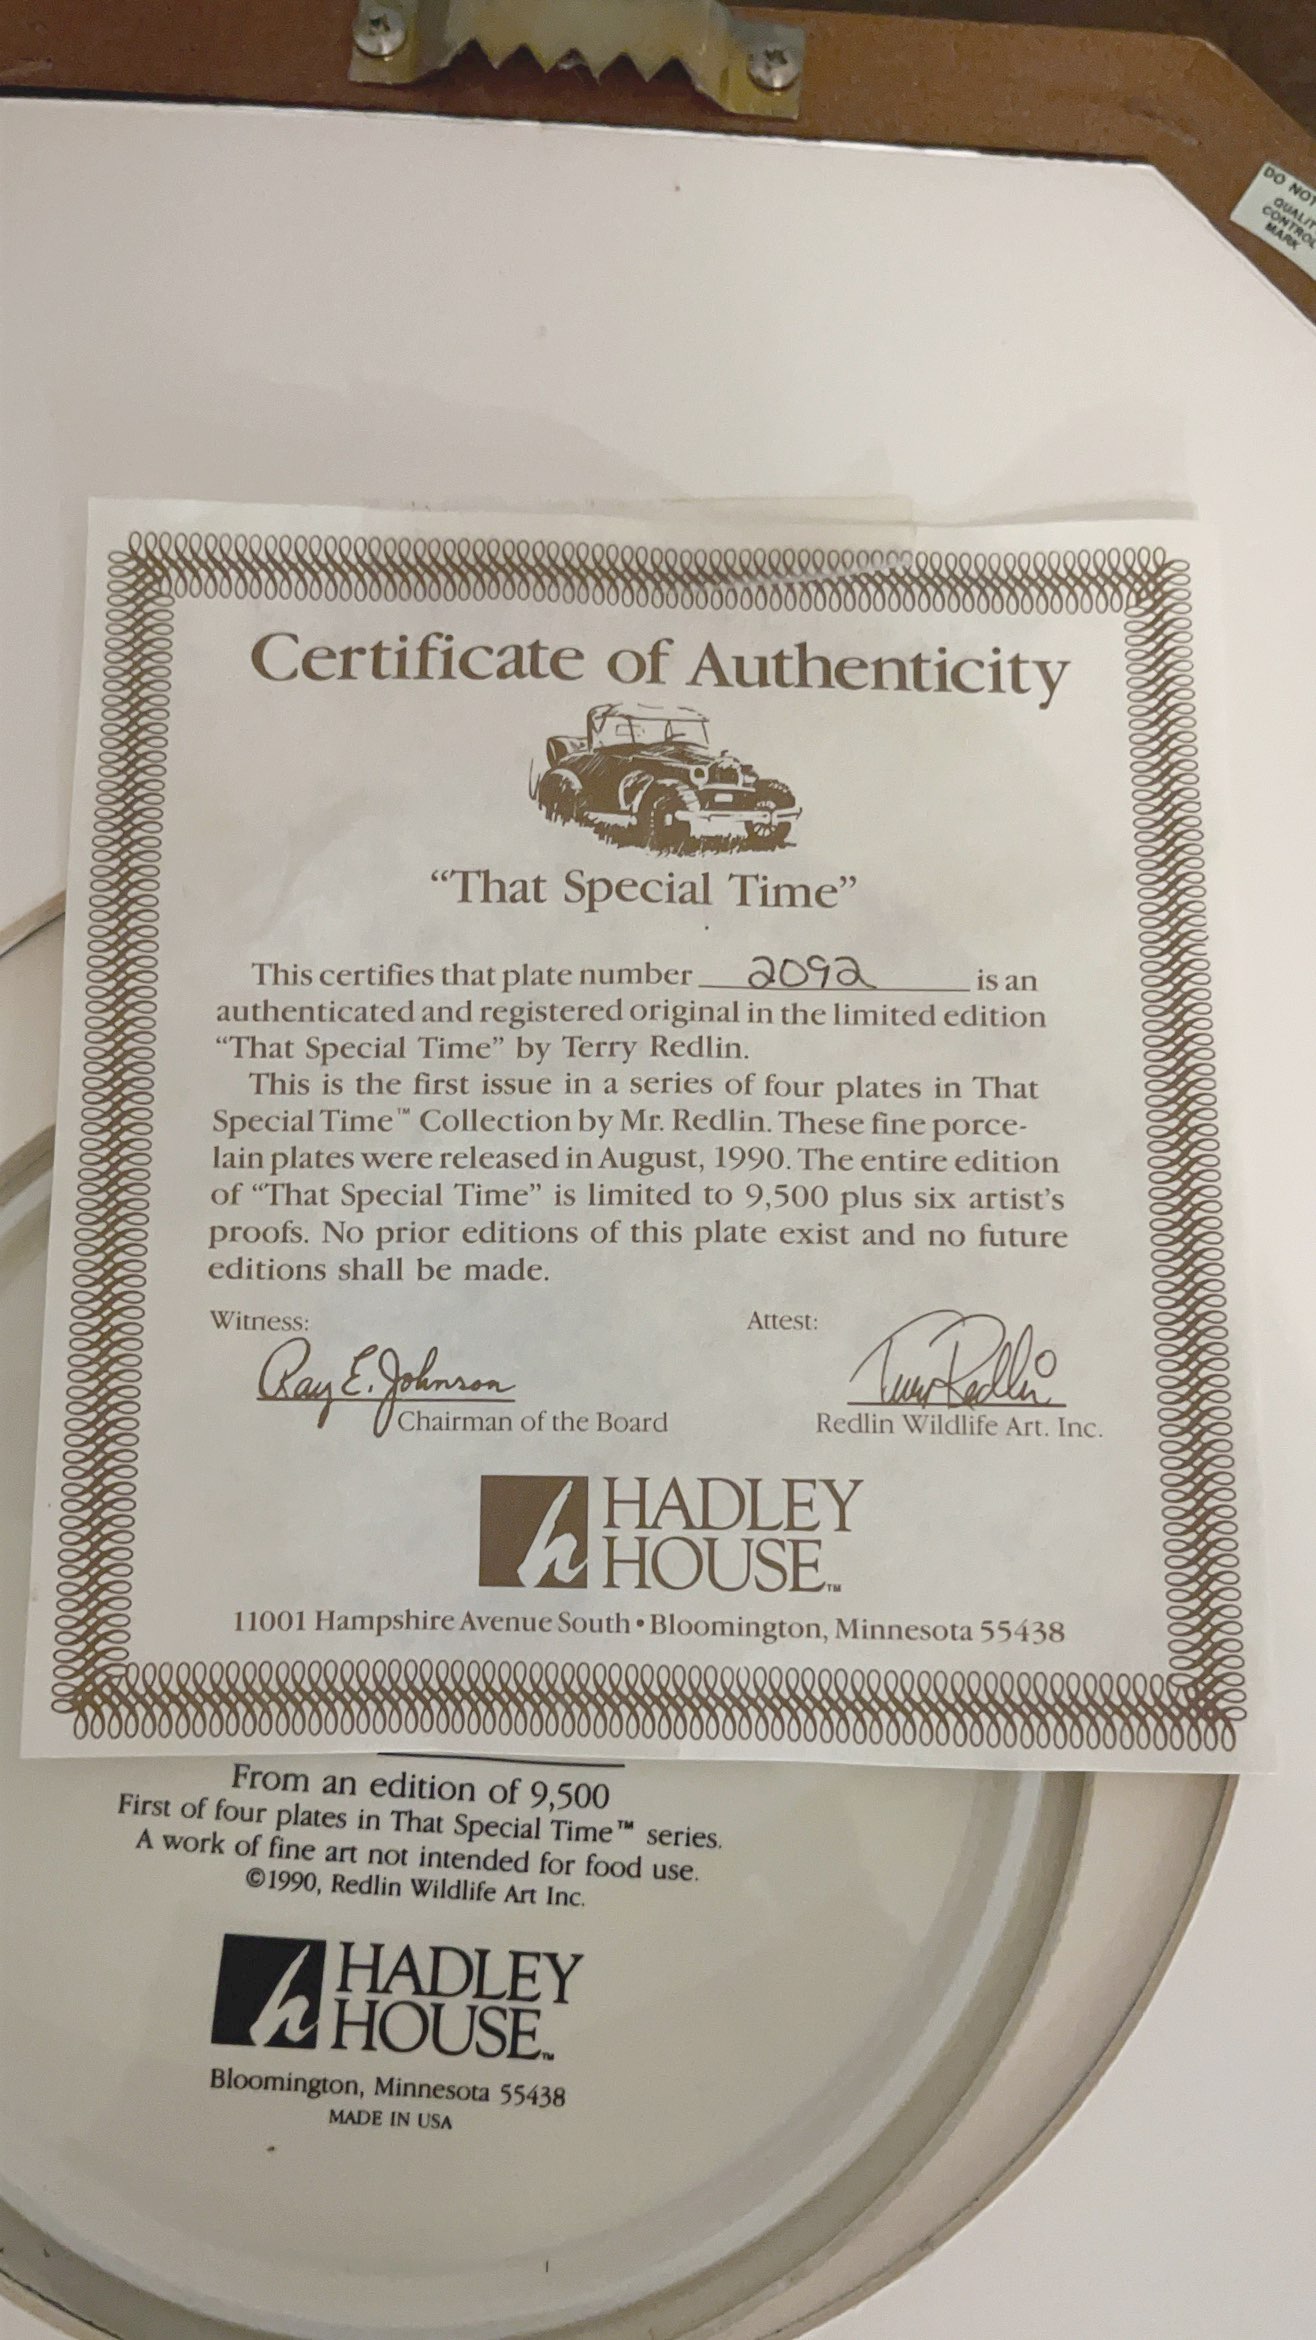 DO NOT
QUALIT
CONTROL
MARK
Certificate of Authenticity
“That Special Time”
This certifies that plate number 2092 is an
authenticated and registered original in the limited edition
“That Special Time” by Terry Redlin.
This is the first issue in a series of four plates in That
Special Time™ Collection by Mr. Redlin. These fine porce-
lain plates were released in August, 1990. The entire edition
of “That Special Time” is limited to 9,500 plus six artist’s
proofs. No prior editions of this plate exist and no future
editions shall be made.
Witness: Attest:
Ray E. Johnson Terry Redlin
Chairman of the Board Redlin Wildlife Art. Inc.
h HADLEY
HOUSE™
11001 Hampshire Avenue South • Bloomington, Minnesota 55438
From an edition of 9,500
First of four plates in That Special Time™ series.
A work of fine art not intended for food use.
©1990, Redlin Wildlife Art Inc.
h HADLEY
HOUSE™
Bloomington, Minnesota 55438
MADE IN USA